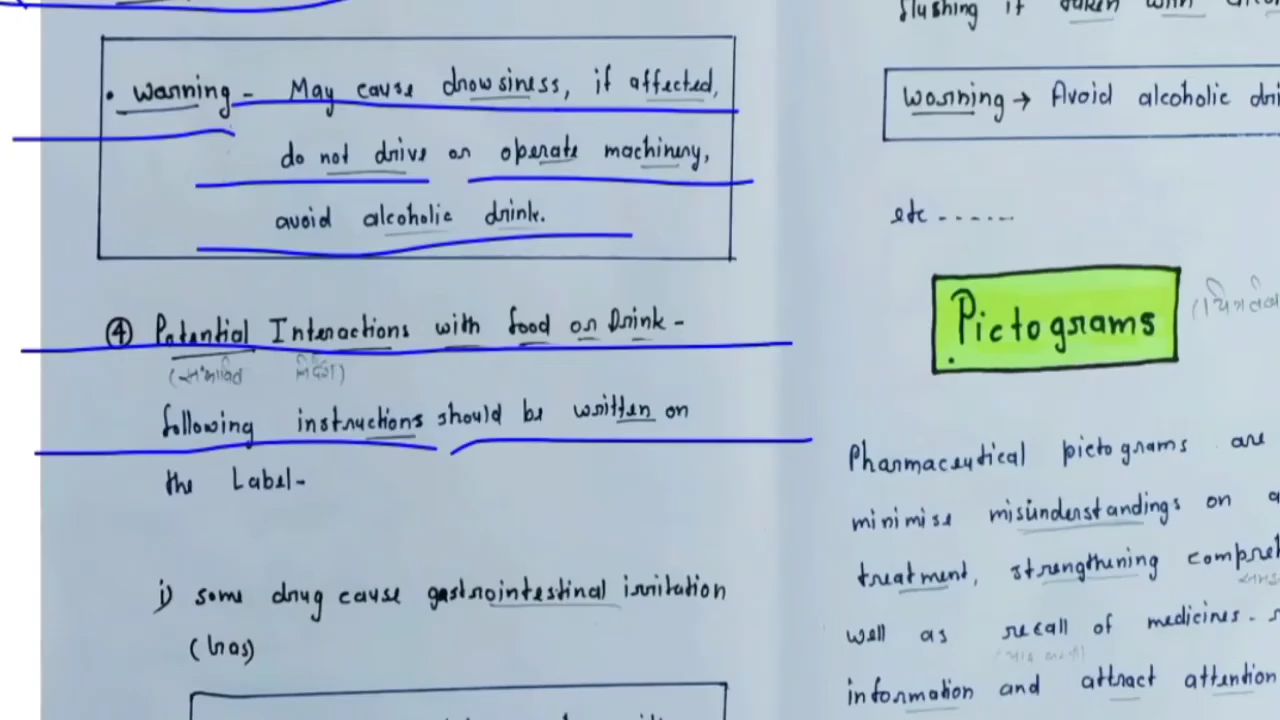 • Warning - May cause drowsiness, if affected,
do not drive or operate machinery,
avoid alcoholic drink.
④ Potential Interactions with food or Drink -
following instructions should be written on
the Label-
i) some drug cause gastrointestinal irritation
(Gas)
flushing if taken with
Warning → Avoid alcoholic
etc ------
Pictograms
Pharmaceutical pictograms are
minimise misunderstandings on
treatment, strengthening
well as recall of medicines.
information and attract attention